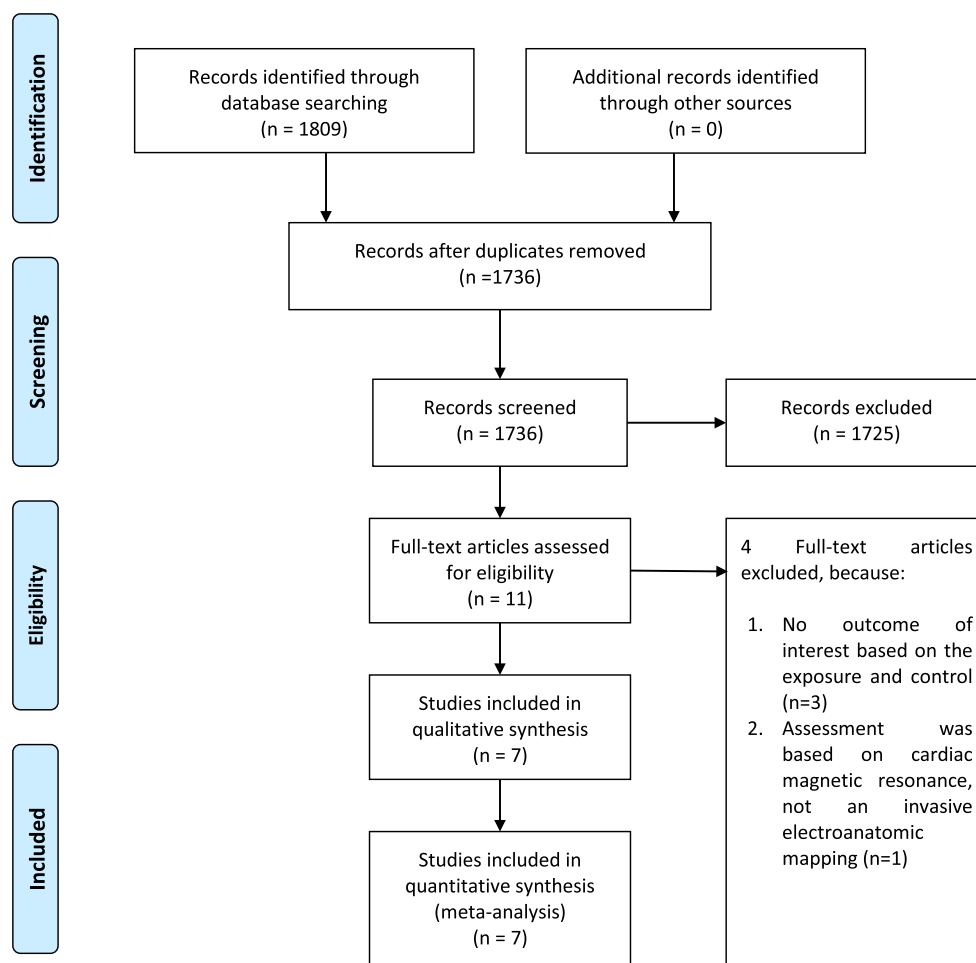 Identification
Records identified through
database searching
(n = 1809)
Additional records identified
through other sources
(n = 0)
Records after duplicates removed
(n =1736)
Screening
Records screened
(n = 1736)
Records excluded
(n = 1725)
Eligibility
Full-text articles assessed
for eligibility
(n = 11)
4 Full-text articles
excluded, because:
1. No outcome of
interest based on the
exposure and control
(n=3)
2. Assessment was
based on cardiac
magnetic resonance,
not an invasive
electroanatomic
mapping (n=1)
Studies included in
qualitative synthesis
(n = 7)
Included
Studies included in
quantitative synthesis
(meta-analysis)
(n = 7)